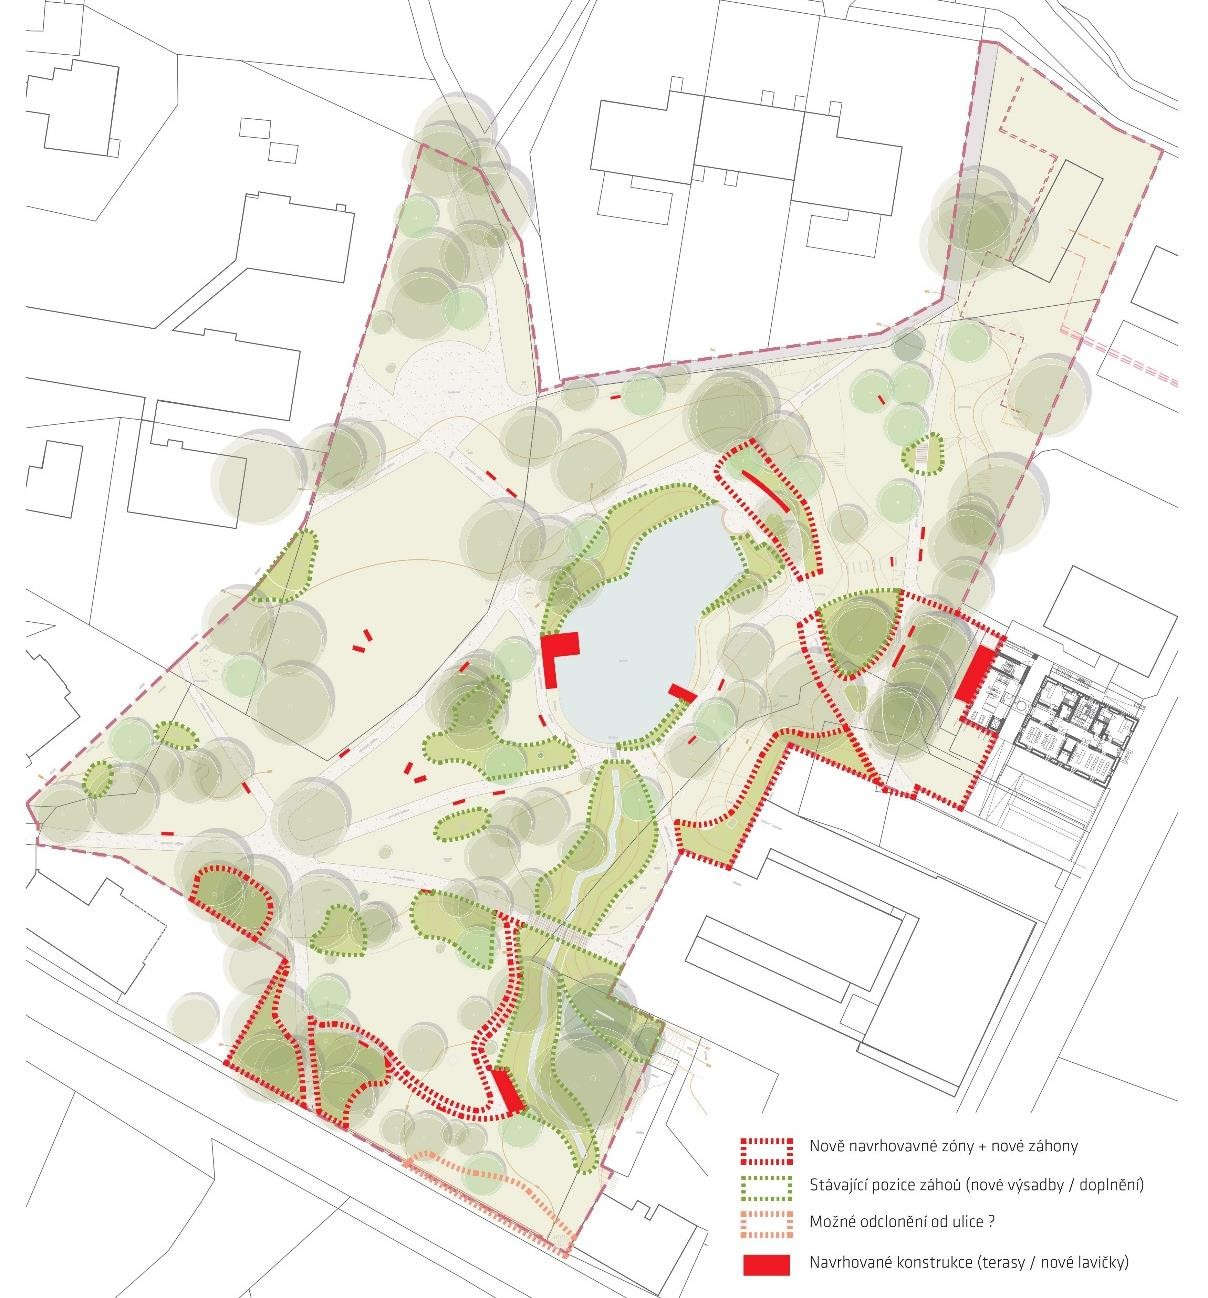 Nově navrhovavné zóny + nové záhony
Stávající pozice záhoů (nové výsadby / doplnění)
Možné odclonění od ulice ?
Navrhované konstrukce (terasy / nové lavičky)